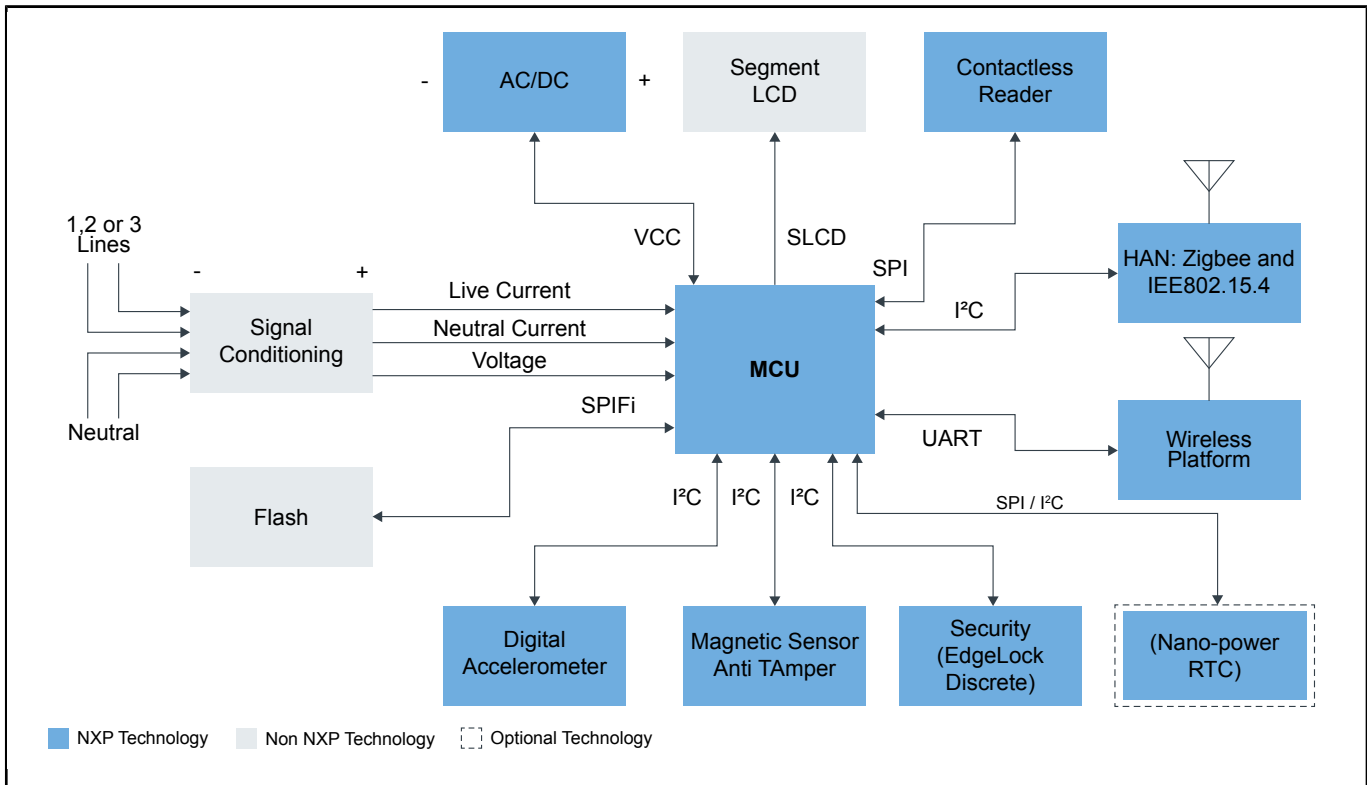 -
AC/DC
+
Segment
LCD
Contactless
Reader
1,2 or 3
Lines
-
+
VCC
SLCD
SPI
HAN: Zigbee and
IEE802.15.4
Signal
Conditioning
Live Current
Neutral Current
Voltage
MCU
I²C
Neutral
SPIFi
UART
Wireless
Platform
Flash
I²C
I²C
I²C
SPI / I²C
Digital
Accelerometer
Magnetic Sensor
Anti TAmper
Security
(EdgeLock
Discrete)
(Nano-power
RTC)
NXP Technology
Non NXP Technology
Optional Technology